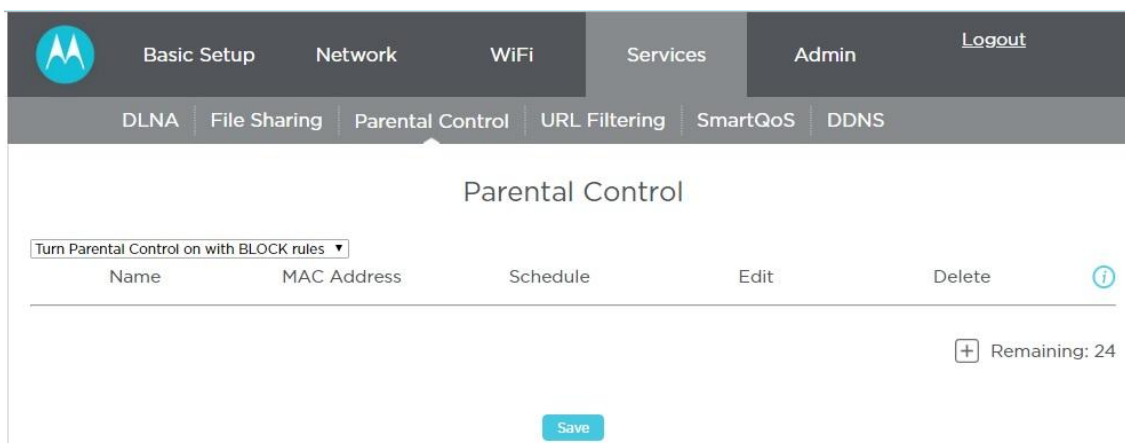 Basic Setup Network WiFi Services Admin Logout
DLNA File Sharing Parental Control URL Filtering SmartQoS DDNS
Parental Control
Turn Parental Control on with BLOCK rules
Name MAC Address Schedule Edit Delete i
+ Remaining: 24
Save